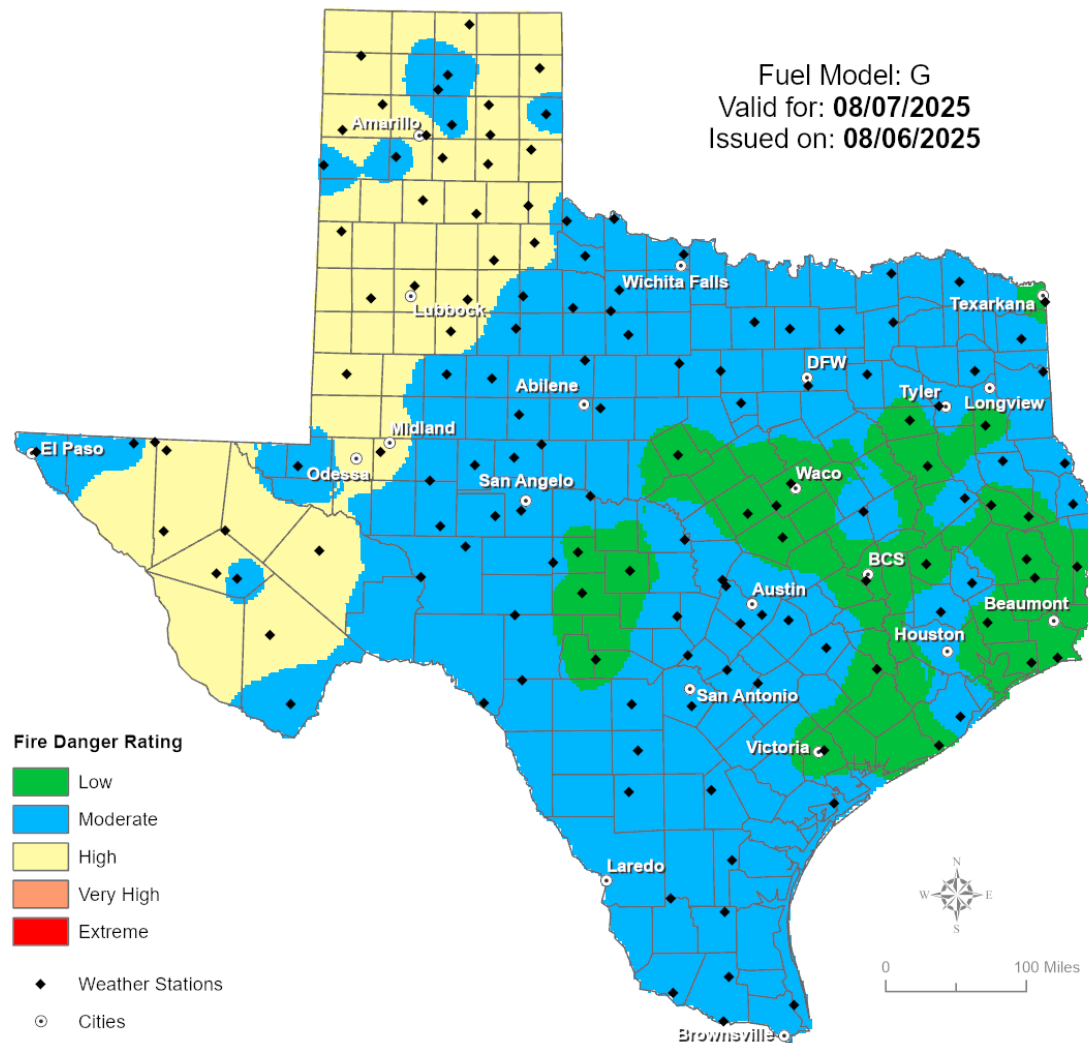 Fuel Model: G
Valid for: 08/07/2025
Issued on: 08/06/2025
Amarillo
Wichita Falls
Lubbock
Texarkana
DFW
Abilene
Tyler
Longview
El Paso
Midland
Odessa
San Angelo
Waco
BCS
Austin
Beaumont
Houston
San Antonio
Victoria
Laredo
Brownsville
Fire Danger Rating
Low
Moderate
High
Very High
Extreme
Weather Stations
Cities
N
W E
S
0 100 Miles